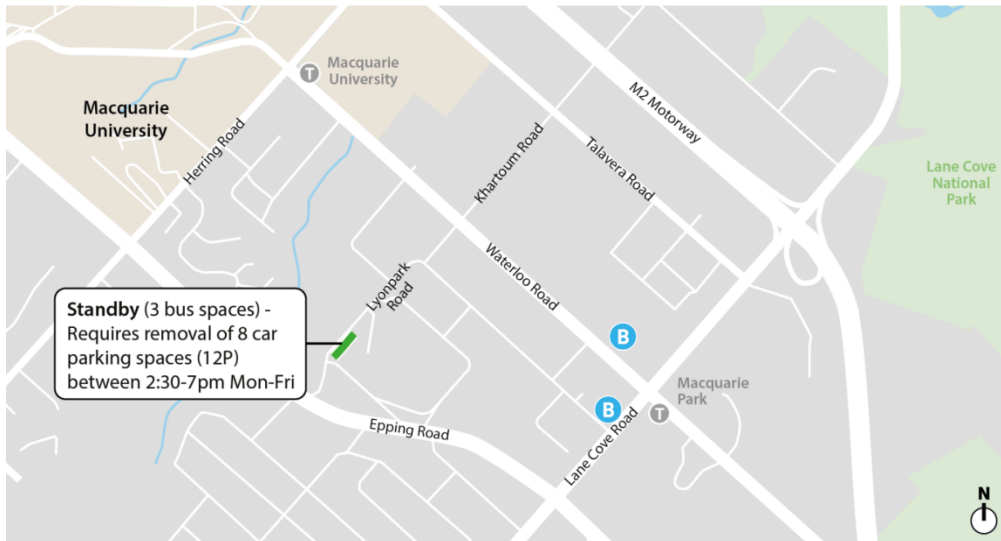 Macquarie
University
T
Macquarie
University
Herring Road
M2 Motorway
Khartoum Road
Talavera Road
Lane Cove
National
Park
Lyonpark
Road
Waterloo Road
Standby (3 bus spaces) -
Requires removal of 8 car
parking spaces (12P)
between 2:30-7pm Mon-Fri
B
B
Macquarie
Park
T
Epping Road
Lane Cove Road
N